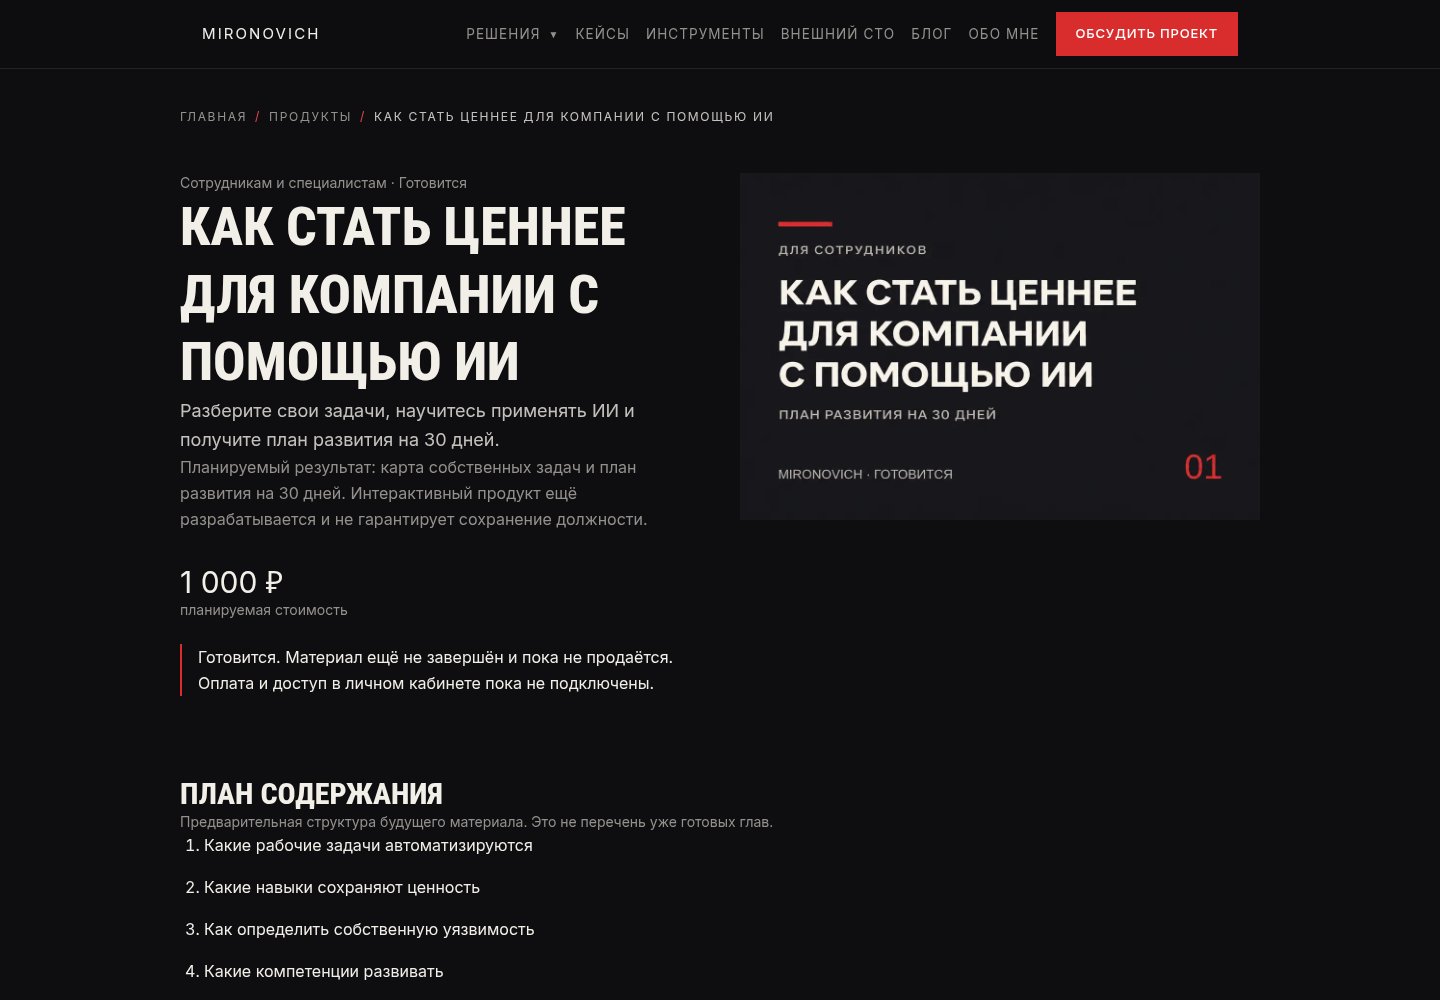 MIRONOVICH
РЕШЕНИЯ ▾ КЕЙСЫ ИНСТРУМЕНТЫ ВНЕШНИЙ СТО БЛОГ ОБО МНЕ ОБСУДИТЬ ПРОЕКТ
ГЛАВНАЯ / ПРОДУКТЫ / КАК СТАТЬ ЦЕННЕЕ ДЛЯ КОМПАНИИ С ПОМОЩЬЮ ИИ
Сотрудникам и специалистам · Готовится
КАК СТАТЬ ЦЕННЕЕ
ДЛЯ КОМПАНИИ С
ПОМОЩЬЮ ИИ
Разберите свои задачи, научитесь применять ИИ и
получите план развития на 30 дней.
Планируемый результат: карта собственных задач и план
развития на 30 дней. Интерактивный продукт ещё
разрабатывается и не гарантирует сохранение должности.
1 000 ₽
планируемая стоимость
Готовится. Материал ещё не завершён и пока не продаётся.
Оплата и доступ в личном кабинете пока не подключены.
ДЛЯ СОТРУДНИКОВ
КАК СТАТЬ ЦЕННЕЕ
ДЛЯ КОМПАНИИ
С ПОМОЩЬЮ ИИ
ПЛАН РАЗВИТИЯ НА 30 ДНЕЙ
MIRONOVICH · ГОТОВИТСЯ
01
ПЛАН СОДЕРЖАНИЯ
Предварительная структура будущего материала. Это не перечень уже готовых глав.
1. Какие рабочие задачи автоматизируются
2. Какие навыки сохраняют ценность
3. Как определить собственную уязвимость
4. Какие компетенции развивать